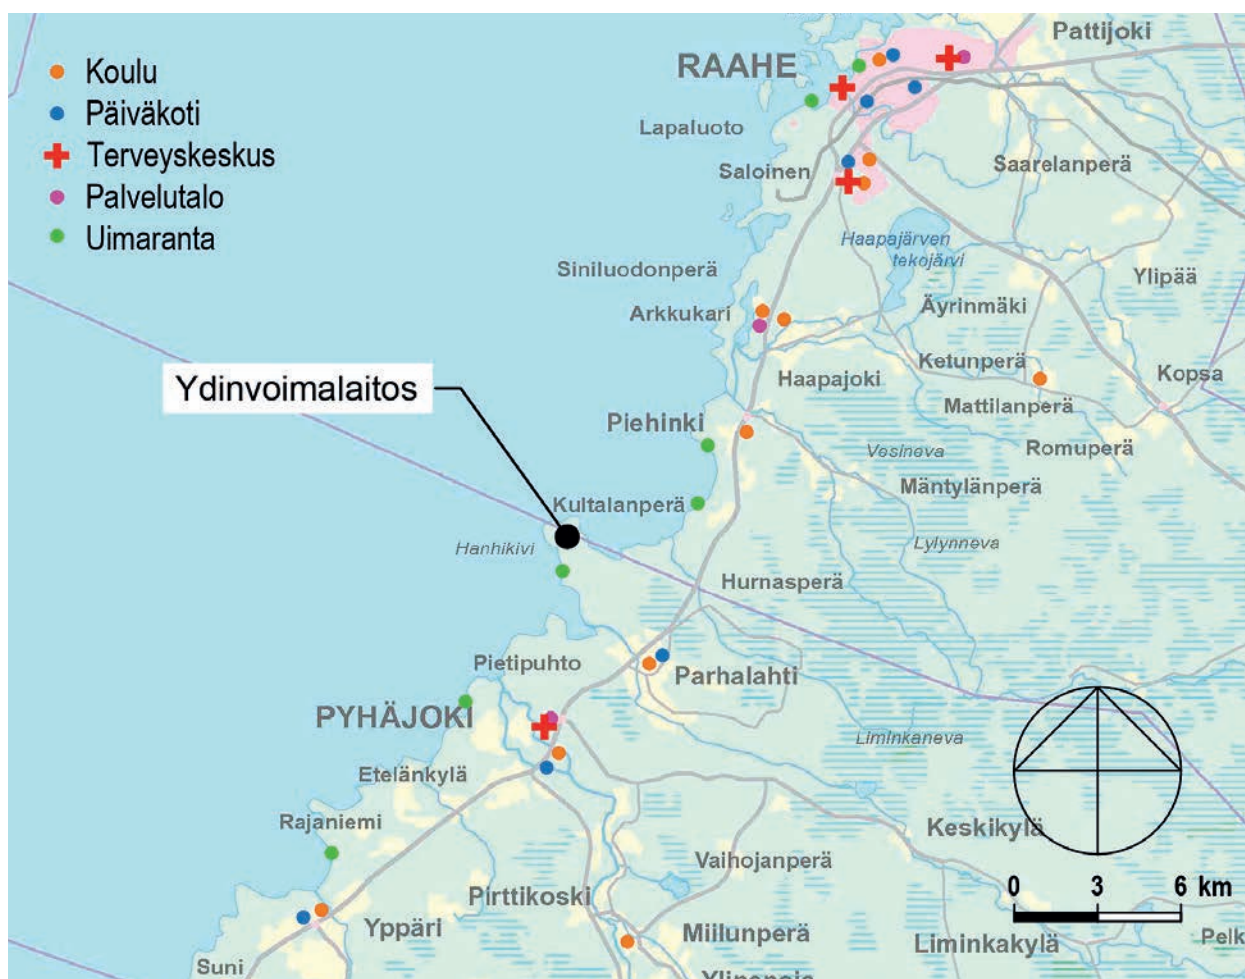 Koulu
Päiväkoti
Terveyskeskus
Palvelutalo
Uimaranta
Pattijoki
RAAHE
Lapaluoto
Saloinen
Saarelanperä
Haapajärven
tekojärvi
Siniluodonperä
Ylipää
Arkkukari
Äyrinmäki
Ketunperä
Kopsa
Ydinvoimalaitos
Haapajoki
Mattilanperä
Piehinki
Romuperä
Vesineva
Mäntylänperä
Kultalanperä
Lylynneva
Hanhikivi
Hurnasperä
Pietipuhto
Parhalahti
PYHÄJOKI
Liminkaneva
Etelänkylä
Rajaniemi
Keskikylä
Vaihojanperä
0 3 6 km
Pirttikoski
Yppäri
Miilunperä
Liminkakylä
Pelk
Suni